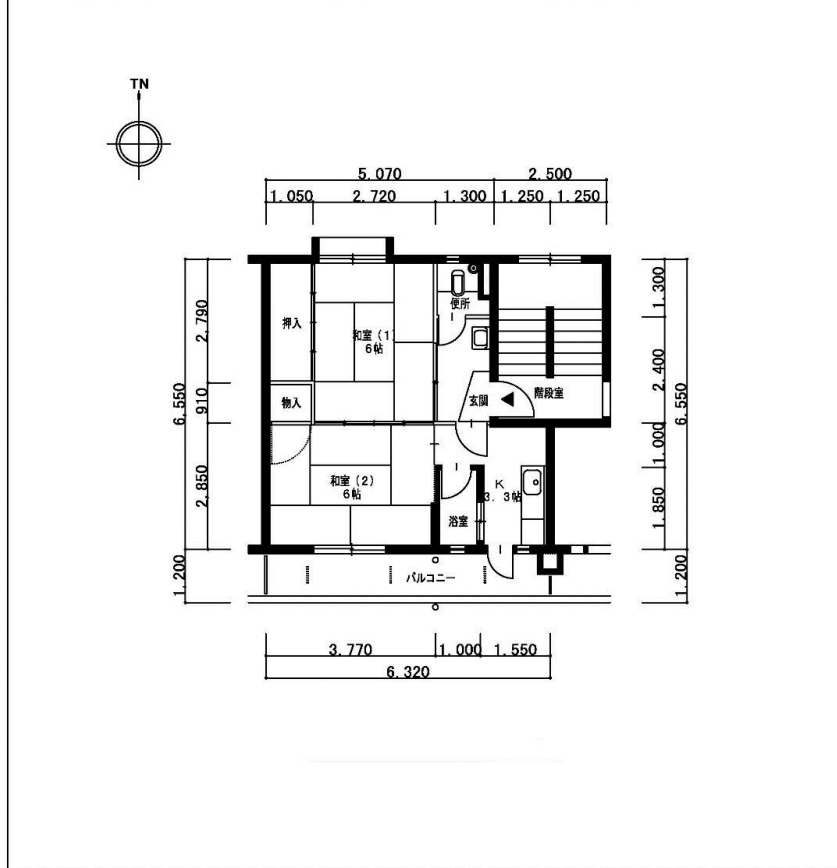 TN
5.070
2.500
1.050
2.720
1.300
1.250
1.250
2,790
910
2,850
6,550
1,200
押入
物入
和室(1)
6帖
便所
玄関
階段室
和室(2)
6帖
浴室
K
3.3帖
バルコニー
1,300
2,400
1,000
1,850
6,550
1,200
3.770
1.000
1.550
6.320